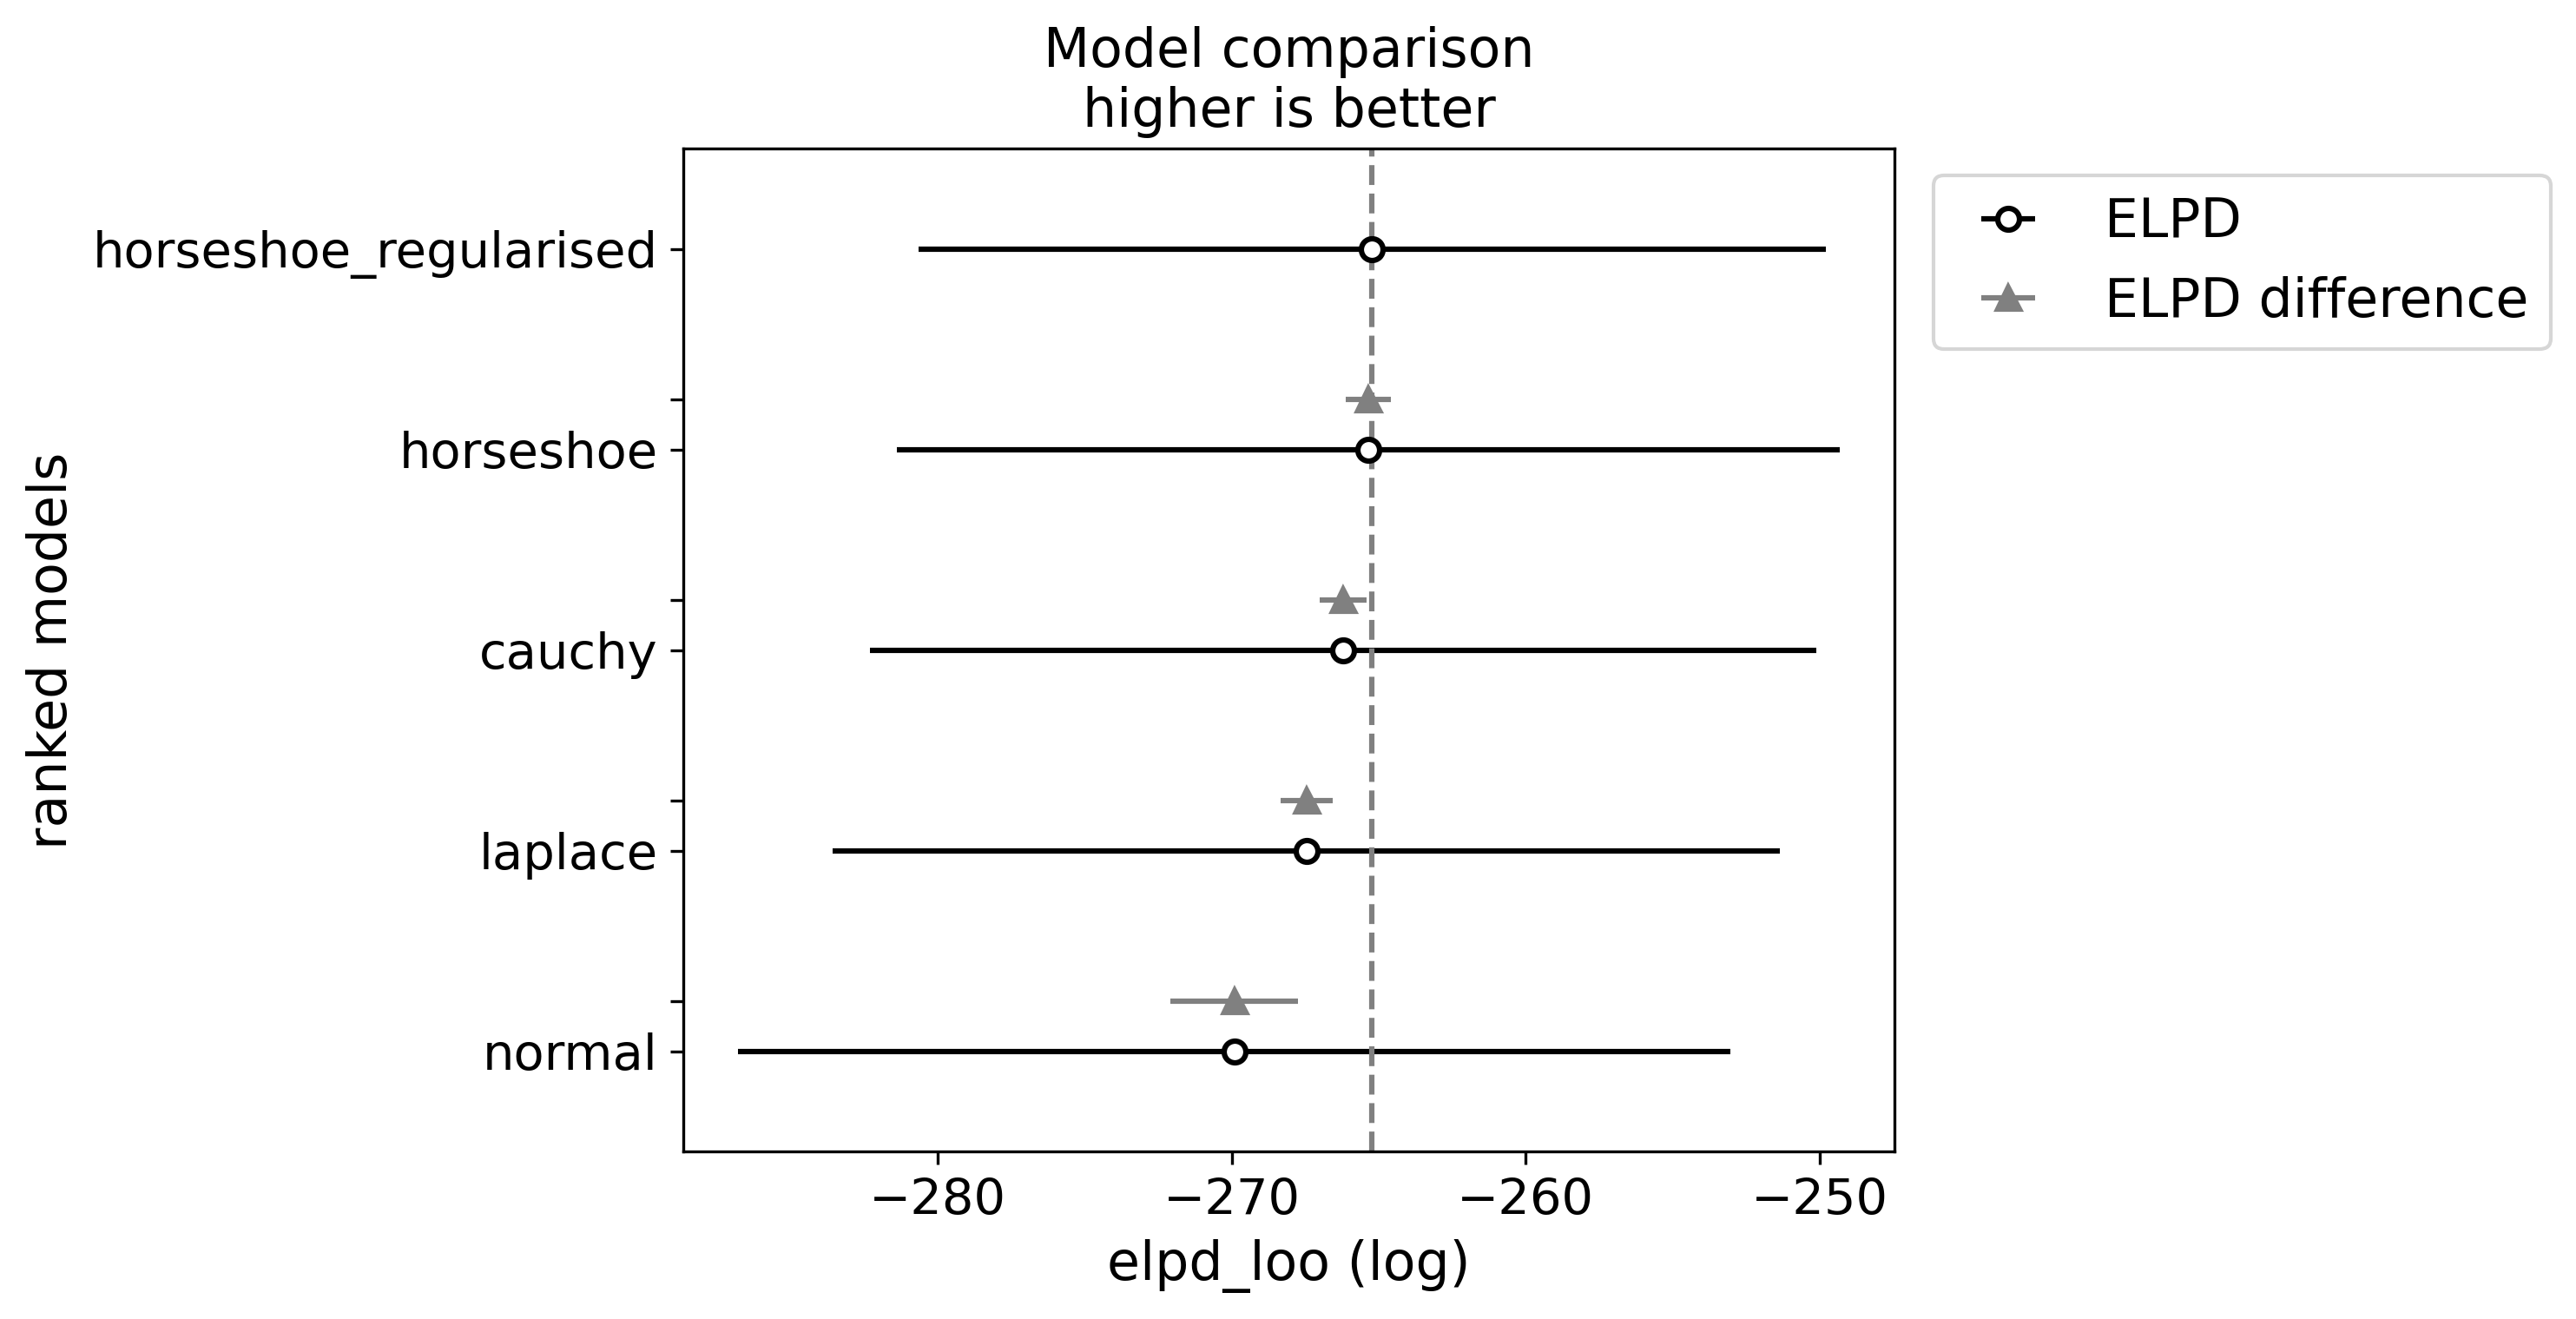 Model comparison
higher is better
horseshoe_regularised
horseshoe
cauchy
laplace
normal
ranked models
−280
−270
−260
−250
elpd_loo (log)
ELPD
ELPD difference